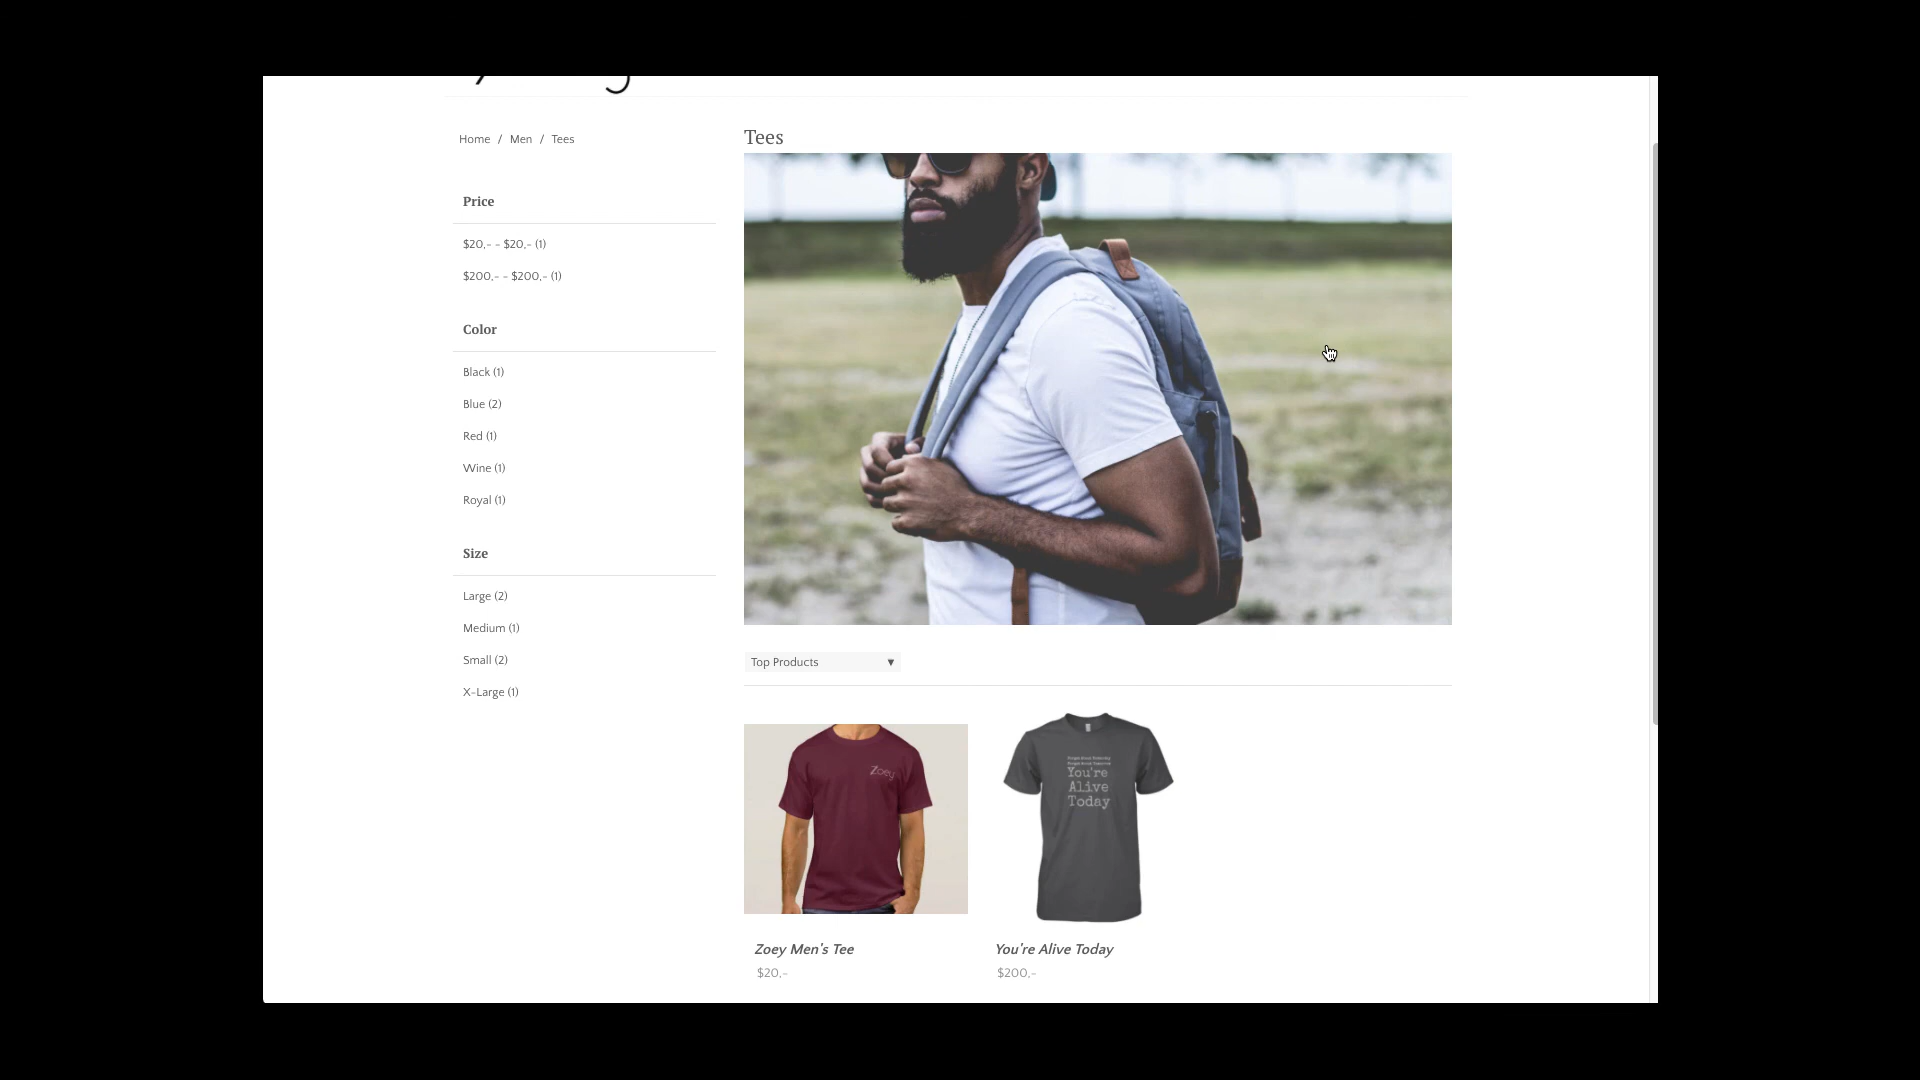 Home / Men / Tees
Price
$20,- - $20,- (1)
$200,- - $200,- (1)
Color
Black (1)
Blue (2)
Red (1)
Wine (1)
Royal (1)
Size
Large (2)
Medium (1)
Small (2)
X-Large (1)
Tees
Top Products ▼
Zoey
You're
Alive
Today
Zoey Men's Tee
$20,-
You're Alive Today
$200,-